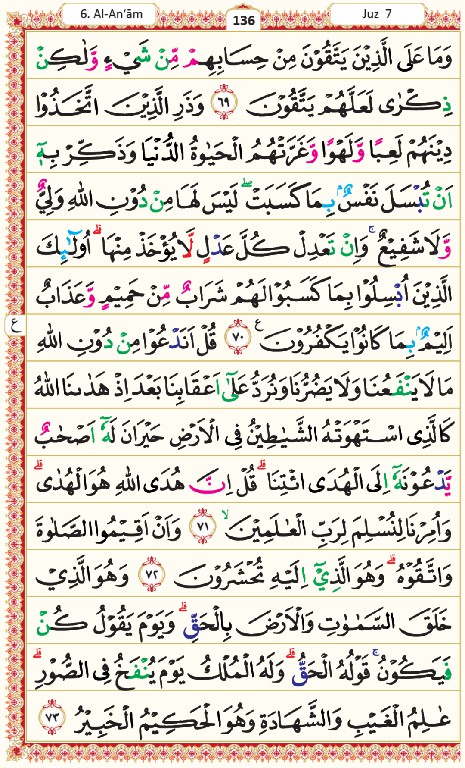 6. Al-An'ām
136
Juz 7
وَمَا عَلَى الَّذِيْنَ يَتَّقُوْنَ مِنْ حِسَابِهِمْ مِّنْ شَيْءٍ وَّلٰكِنْ
ذِكْرٰى لَعَلَّهُمْ يَتَّقُوْنَ ٦٩ وَذَرِ الَّذِيْنَ اتَّخَذُوْا
دِيْنَهُمْ لَعِبًا وَّلَهْوًا وَّغَرَّتْهُمُ الْحَيٰوةُ الدُّنْيَا وَذَكِّرْ بِهٖٓ
اَنْ تُبْسَلَ نَفْسٌۢ بِمَا كَسَبَتْ ۖ لَيْسَ لَهَا مِنْ دُوْنِ اللّٰهِ وَلِيٌّ
وَّلَا شَفِيْعٌ ۚ وَاِنْ تَعْدِلْ كُلَّ عَدْلٍ لَّا يُؤْخَذْ مِنْهَا ۗ اُولٰۤىِٕكَ
الَّذِيْنَ اُبْسِلُوْا بِمَا كَسَبُوْا لَهُمْ شَرَابٌ مِّنْ حَمِيْمٍ وَّعَذَابٌ
ع
اَلِيْمٌۢ بِمَا كَانُوْا يَكْفُرُوْنَ ࣖ ٧٠ قُلْ اَنَدْعُوْا مِنْ دُوْنِ اللّٰهِ
مَا لَا يَنْفَعُنَا وَلَا يَضُرُّنَا وَنُرَدُّ عَلٰٓى اَعْقَابِنَا بَعْدَ اِذْ هَدٰىنَا اللّٰهُ
كَالَّذِى اسْتَهْوَتْهُ الشَّيٰطِيْنُ فِى الْاَرْضِ حَيْرَانَ لَهٗٓ اَصْحٰبٌ
يَّدْعُوْنَهٗٓ اِلَى الْهُدَى ائْتِنَا ۗ قُلْ اِنَّ هُدَى اللّٰهِ هُوَ الْهُدٰى ۗ
وَاُمِرْنَا لِنُسْلِمَ لِرَبِّ الْعٰلَمِيْنَ ۙ ٧١ وَاَنْ اَقِيْمُوا الصَّلٰوةَ
وَاتَّقُوْهُ ۗ وَهُوَ الَّذِيْٓ اِلَيْهِ تُحْشَرُوْنَ ٧٢ وَهُوَ الَّذِيْ
خَلَقَ السَّمٰوٰتِ وَالْاَرْضَ بِالْحَقِّ ۗ وَيَوْمَ يَقُوْلُ كُنْ
فَيَكُوْنُ ۚ قَوْلُهُ الْحَقُّ ۗ وَلَهُ الْمُلْكُ يَوْمَ يُنْفَخُ فِى الصُّوْرِ ۗ
عٰلِمُ الْغَيْبِ وَالشَّهَادَةِ وَهُوَ الْحَكِيْمُ الْخَبِيْرُ ٧٣